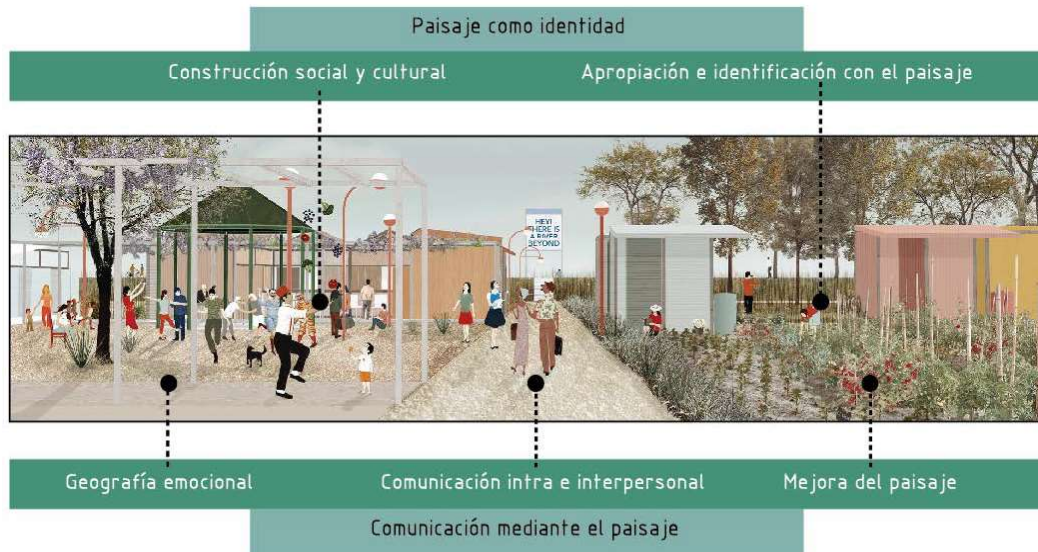 Paisaje como identidad
Construcción social y cultural
Apropiación e identificación con el paisaje
HEY!
THERE IS
A RIVER
BEYOND
Geografía emocional
Comunicación intra e interpersonal
Mejora del paisaje
Comunicación mediante el paisaje